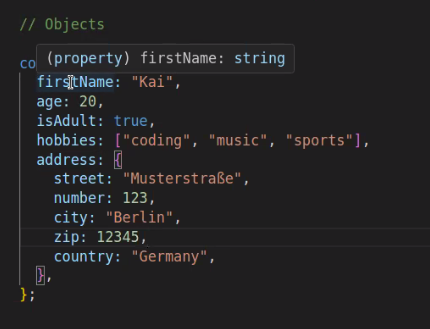 // Objects
(property) firstName: string
co
firstName: "Kai",
age: 20,
isAdult: true,
hobbies: ["coding", "music", "sports"],
address: {
street: "Musterstraße",
number: 123,
city: "Berlin",
zip: 12345,
country: "Germany",
},
};